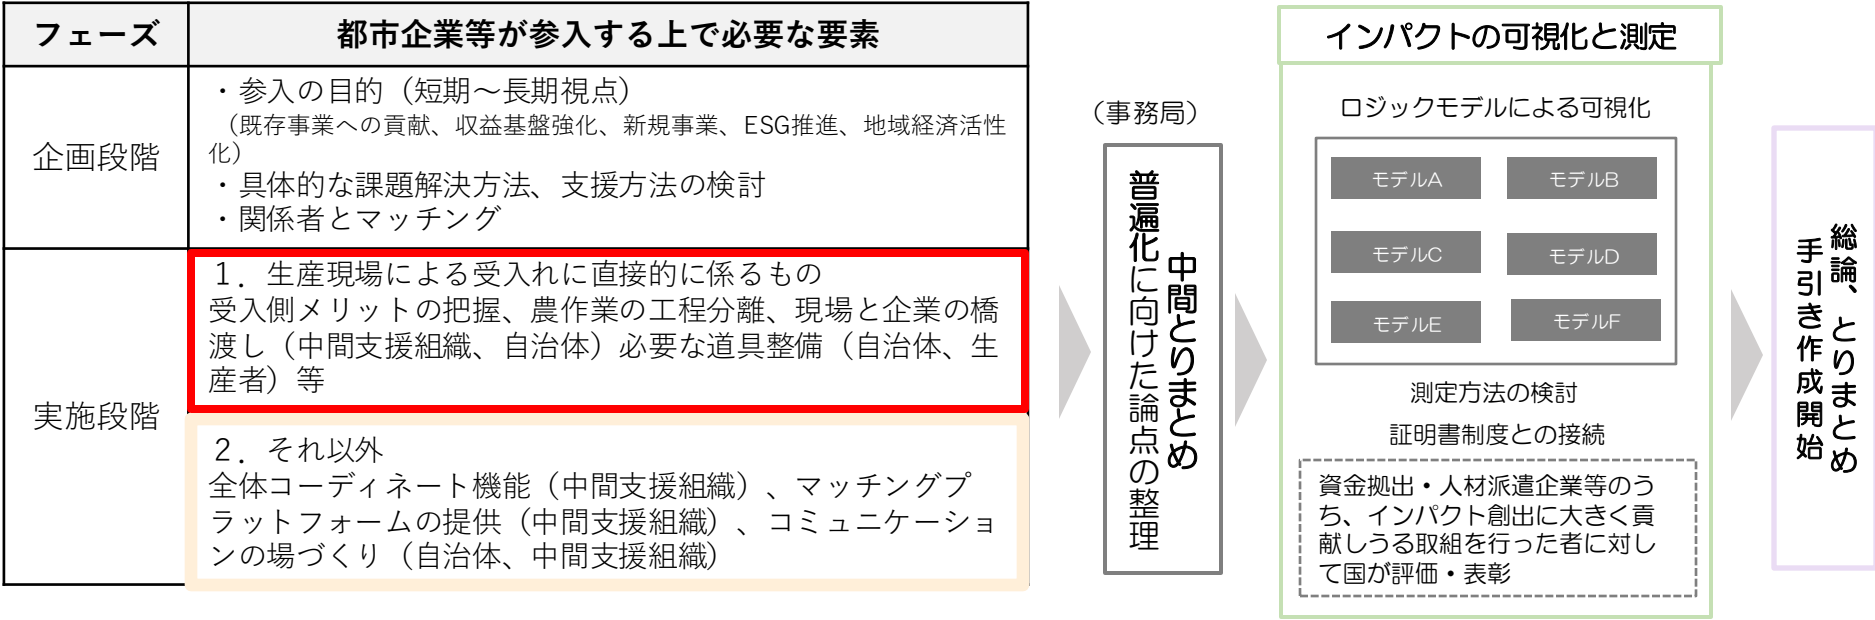 フェーズ
都市企業等が参入する上で必要な要素
企画段階
・参入の目的（短期～長期視点）
（既存事業への貢献、収益基盤強化、新規事業、ESG推進、地域経済活性
化）
・具体的な課題解決方法、支援方法の検討
・関係者とマッチング
実施段階
１．生産現場による受入れに直接的に係るもの
受入側メリットの把握、農作業の工程分離、現場と企業の橋
渡し（中間支援組織、自治体）必要な道具整備（自治体、生
産者）等
２．それ以外
全体コーディネート機能（中間支援組織）、マッチングプ
ラットフォームの提供（中間支援組織）、コミュニケーショ
ンの場づくり（自治体、中間支援組織）
（事務局）
中間とりまとめ
普遍化に向けた論点の整理
インパクトの可視化と測定
ロジックモデルによる可視化
モデルA
モデルB
モデルC
モデルD
モデルE
モデルF
測定方法の検討
証明書制度との接続
資金拠出・人材派遣企業等のう
ち、インパクト創出に大きく貢
献しうる取組を行った者に対し
て国が評価・表彰
総論、とりまとめ
手引き作成開始